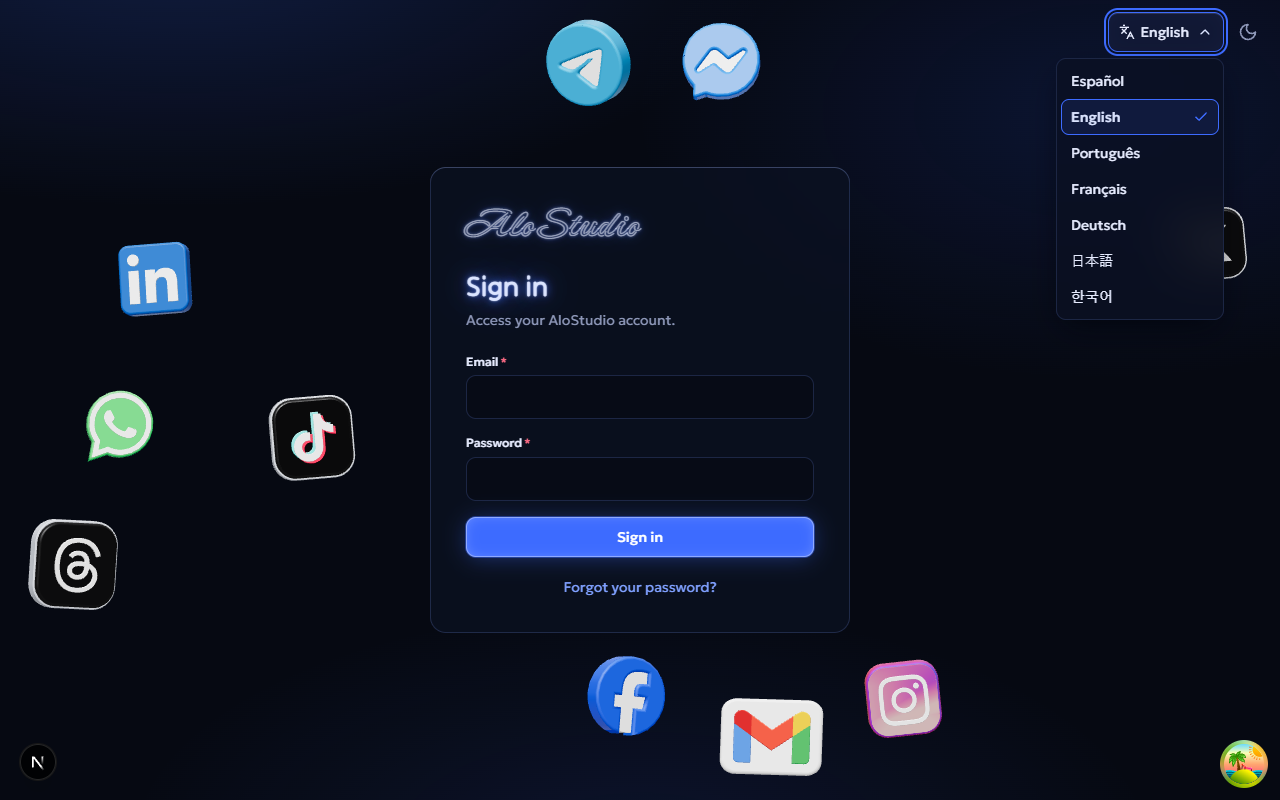 English
Español
English
Português
Français
Deutsch
日本語
한국어
in
AloStudio
Sign in
Access your AloStudio account.
Email *
Password *
Sign in
Forgot your password?
f
N